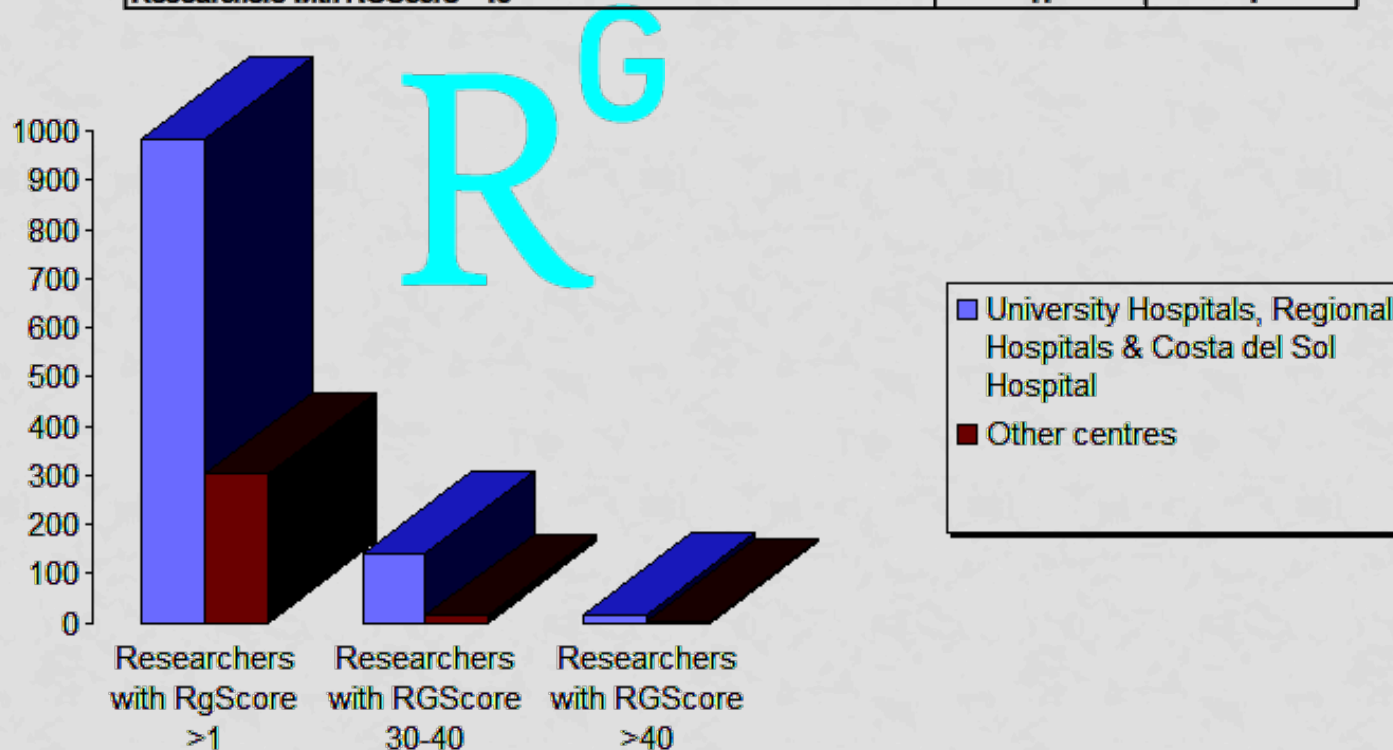 R G
1000
900
800
700
600
500
400
300
200
100
0
Researchers
with RgScore
>1
Researchers
with RGScore
30-40
Researchers
with RGScore
>40
University Hospitals, Regional
Hospitals & Costa del Sol
Hospital
Other centres